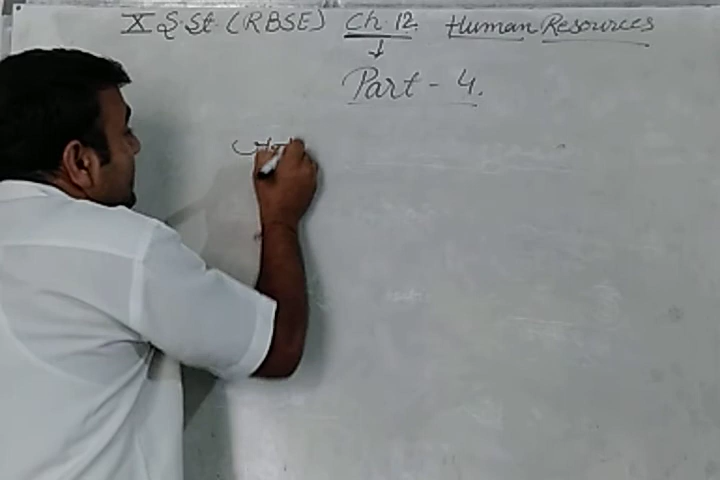 X S.St. (RBSE) Ch. 12. Human Resources
Part - 4.